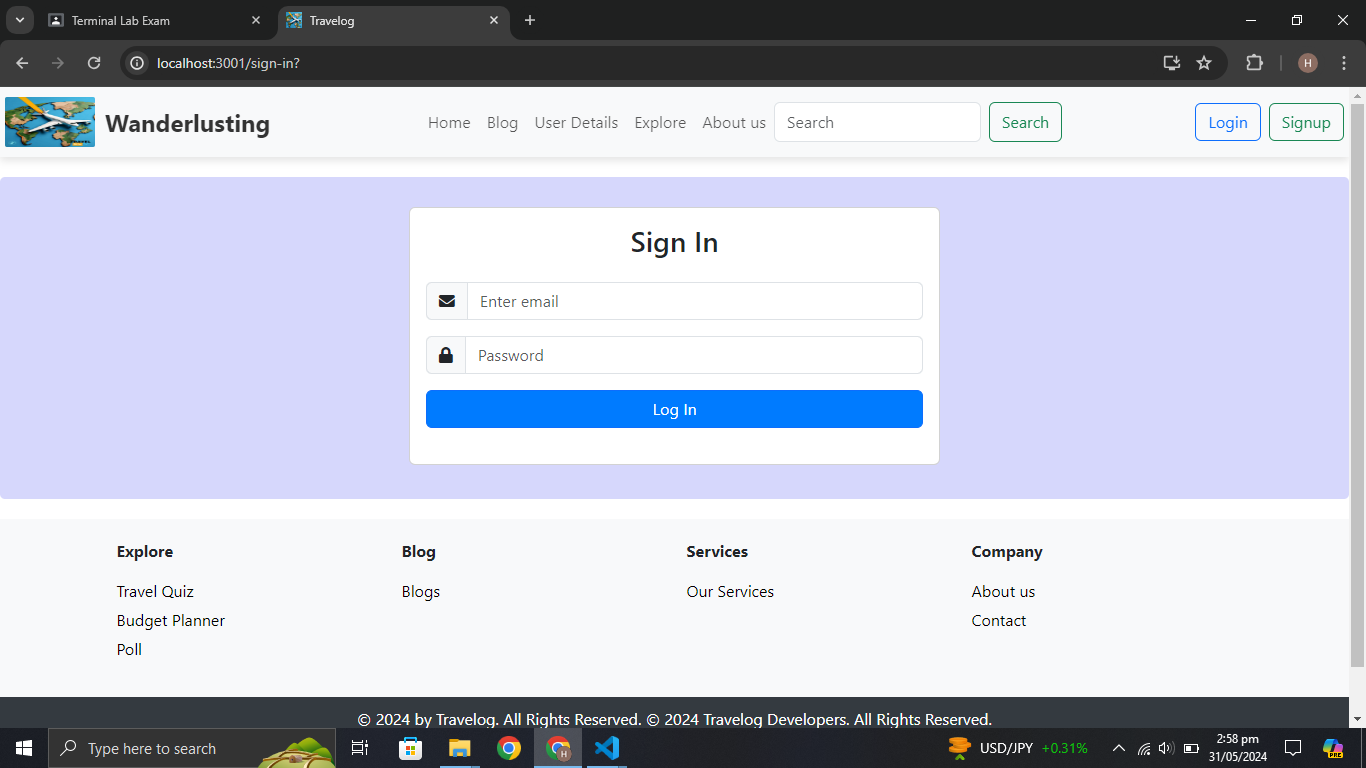 Terminal Lab Exam
Travelog
localhost:3001/sign-in?
H
Wanderlusting
Home Blog User Details Explore About us Search Search
Login Signup
Sign In
Enter email
Password
Log In
Explore Blog Services Company
Travel Quiz Blogs Our Services About us
Budget Planner Contact
Poll
© 2024 by Travelog. All Rights Reserved. © 2024 Travelog Developers. All Rights Reserved.
Type here to search
H
USD/JPY +0.31%
2:58 pm
31/05/2024
PRE